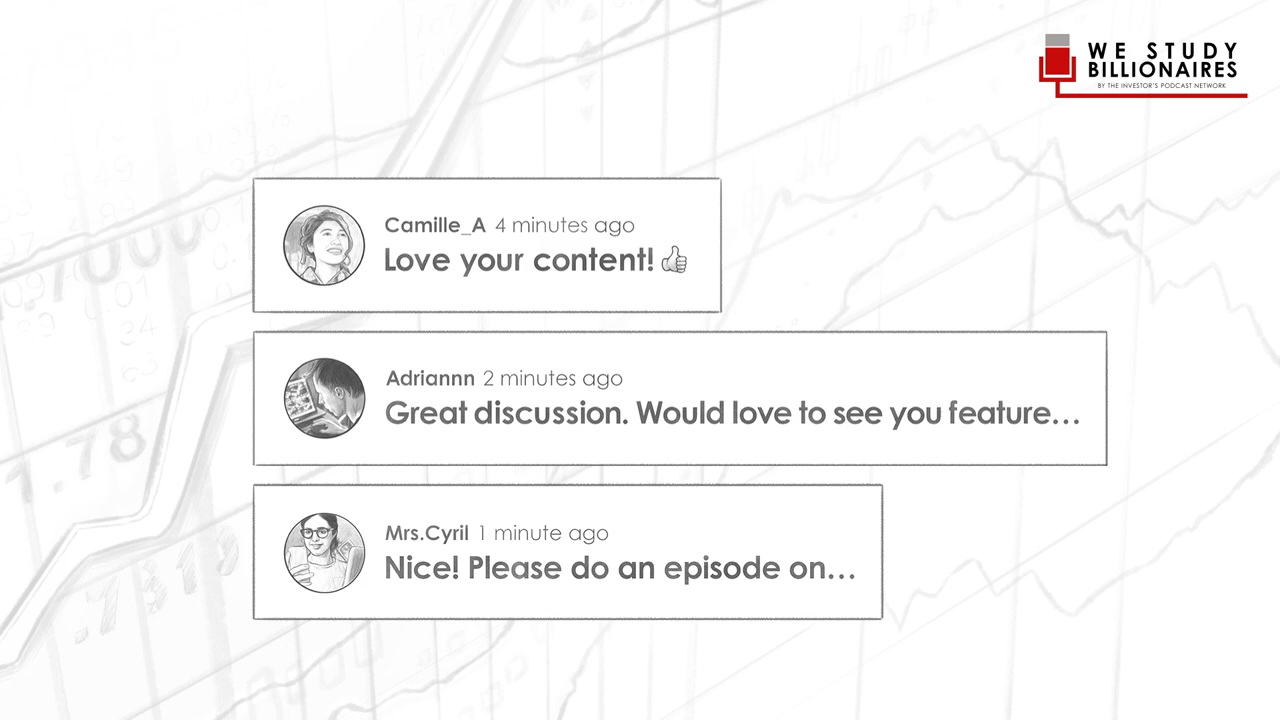 WE STUDY
BILLIONAIRES
BY THE INVESTOR'S PODCAST NETWORK
Camille_A 4 minutes ago
Love your content! 👍
Adriannn 2 minutes ago
Great discussion. Would love to see you feature...
Mrs.Cyril 1 minute ago
Nice! Please do an episode on...
1.78